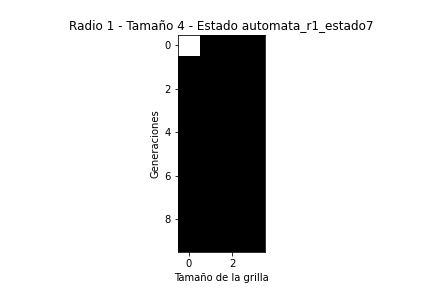 Radio 1 - Tamaño 4 - Estado automata_r1_estado7
0
2
4
6
8
Generaciones
0 2
Tamaño de la grilla